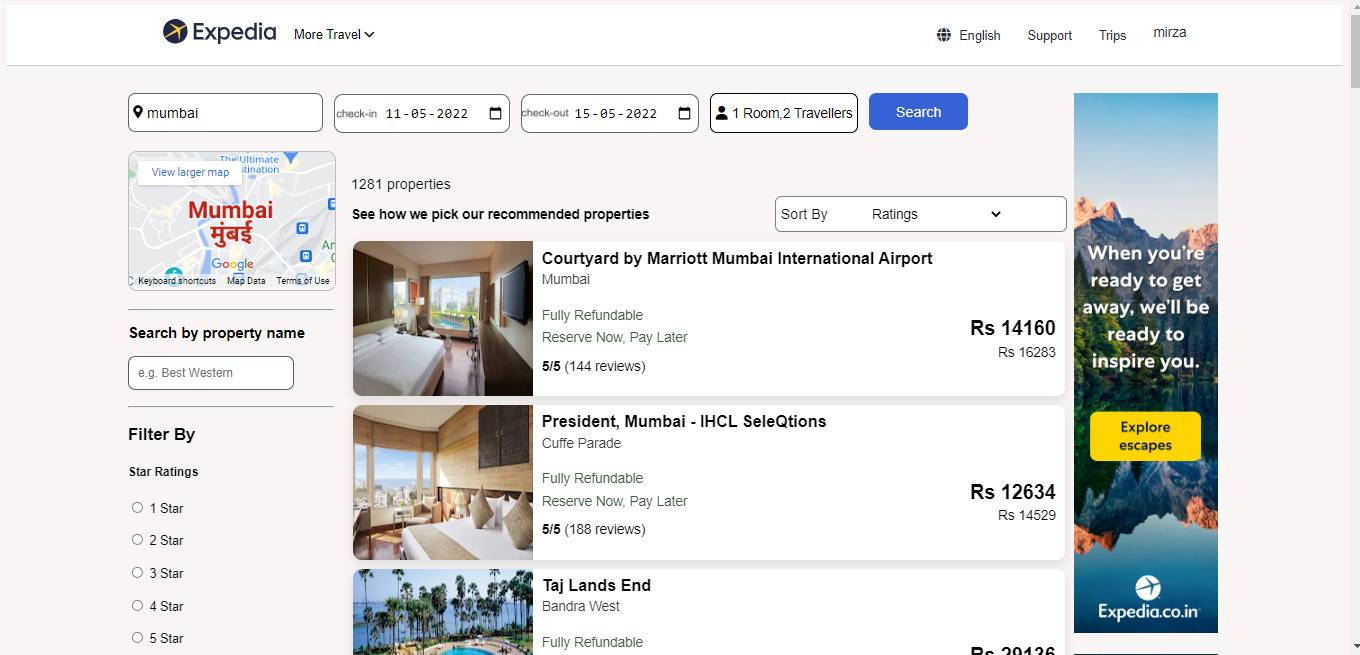 Expedia
More Travel
English
Support
Trips
mirza
mumbai
check-in 11-05-2022
check-out 15-05-2022
1 Room,2 Travellers
Search
View larger map
The Ultimate
Mumbai
मुंबई
Google
Keyboard shortcuts
Map Data
Terms of Use
Search by property name
e.g. Best Western
Filter By
Star Ratings
1 Star
2 Star
3 Star
4 Star
5 Star
1281 properties
See how we pick our recommended properties
Sort By
Ratings
Courtyard by Marriott Mumbai International Airport
Mumbai
Fully Refundable
Reserve Now, Pay Later
5/5 (144 reviews)
Rs 14160
Rs 16283
President, Mumbai - IHCL SeleQtions
Cuffe Parade
Fully Refundable
Reserve Now, Pay Later
5/5 (188 reviews)
Rs 12634
Rs 14529
Taj Lands End
Bandra West
Fully Refundable
Rs 29136
When you're
ready to get
away, we'll be
ready to
inspire you.
Explore
escapes
Expedia.co.in